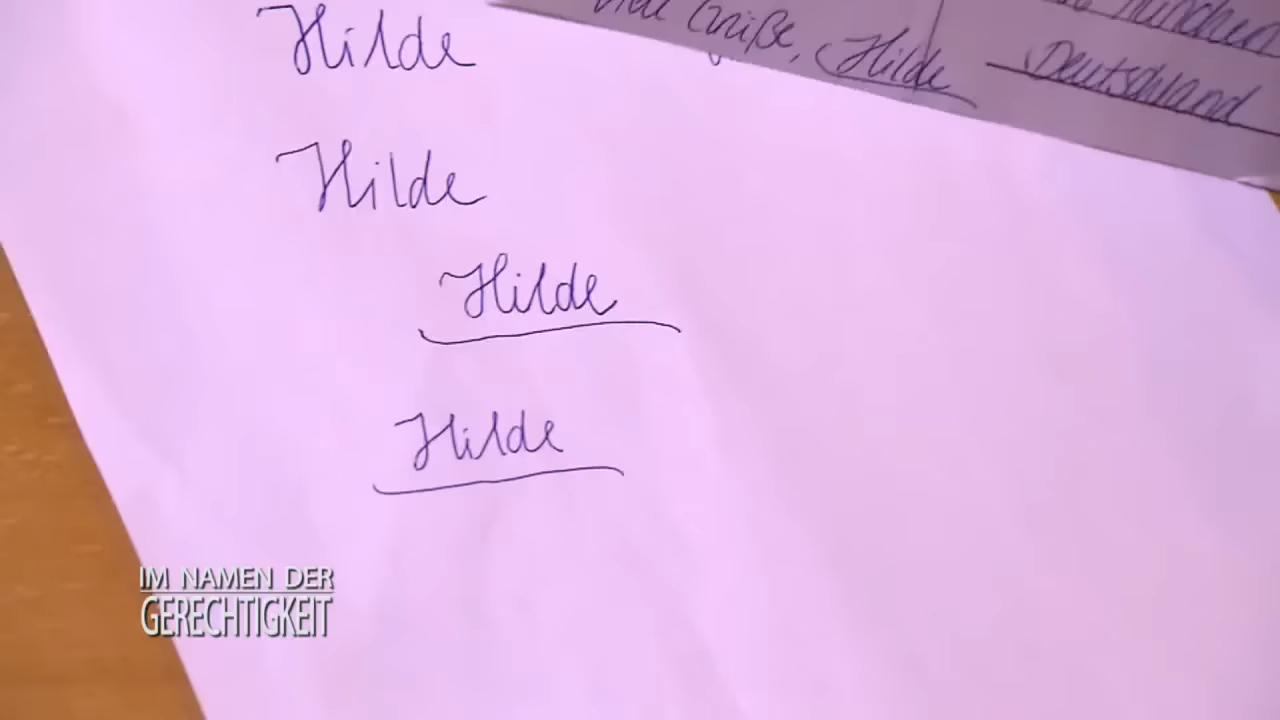 Grüße, Hilde
Deutschland
Hilde
Hilde
Hilde
Hilde
IM NAMEN DER
GERECHTIGKEIT